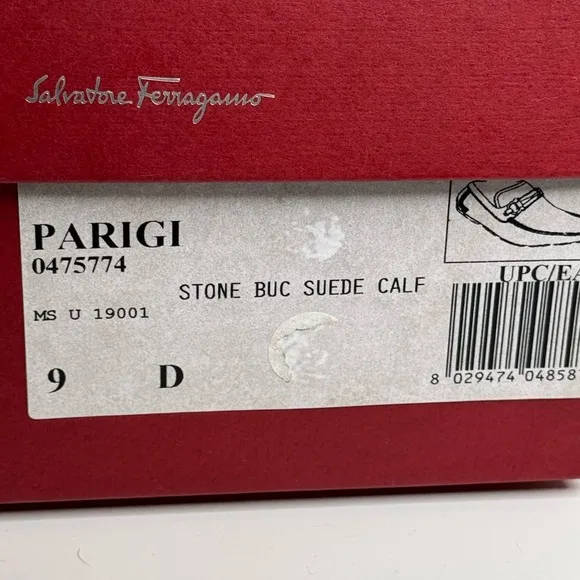 Salvatore Ferragamo
PARIGI
0475774
STONE BUC SUEDE CALF
MS U 19001
9 D
UPC/EA
8 029474 04858